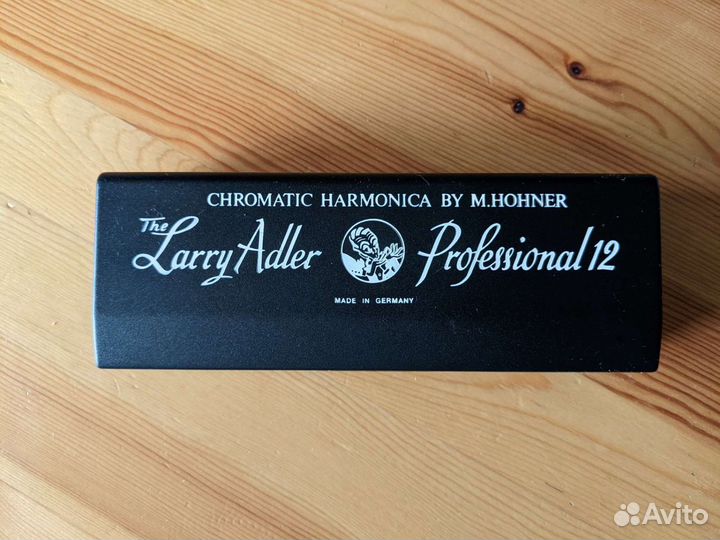 CHROMATIC HARMONICA BY M.HOHNER
The Larry Adler Professional 12
MADE IN GERMANY
Avito